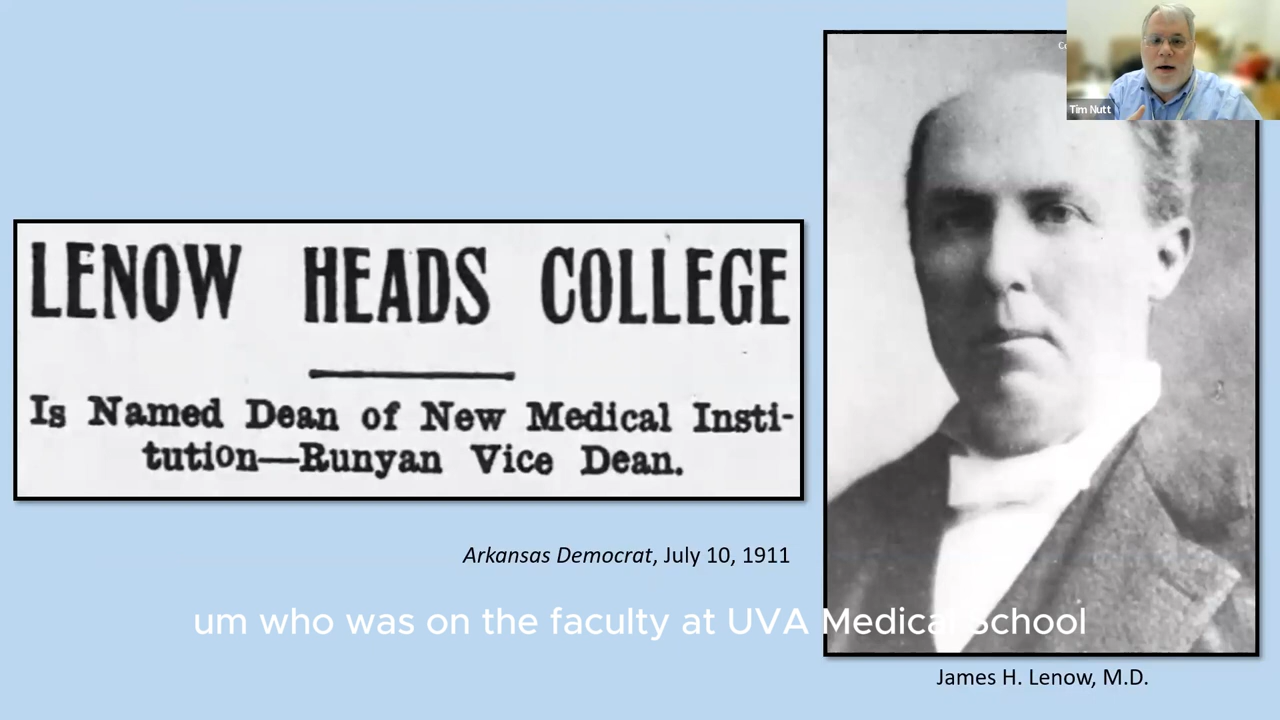 Tim Nutt
LENOW HEADS COLLEGE
Is Named Dean of New Medical Insti-
tution—Runyan Vice Dean.
Arkansas Democrat, July 10, 1911
um who was on the faculty at UVA Medical School
James H. Lenow, M.D.